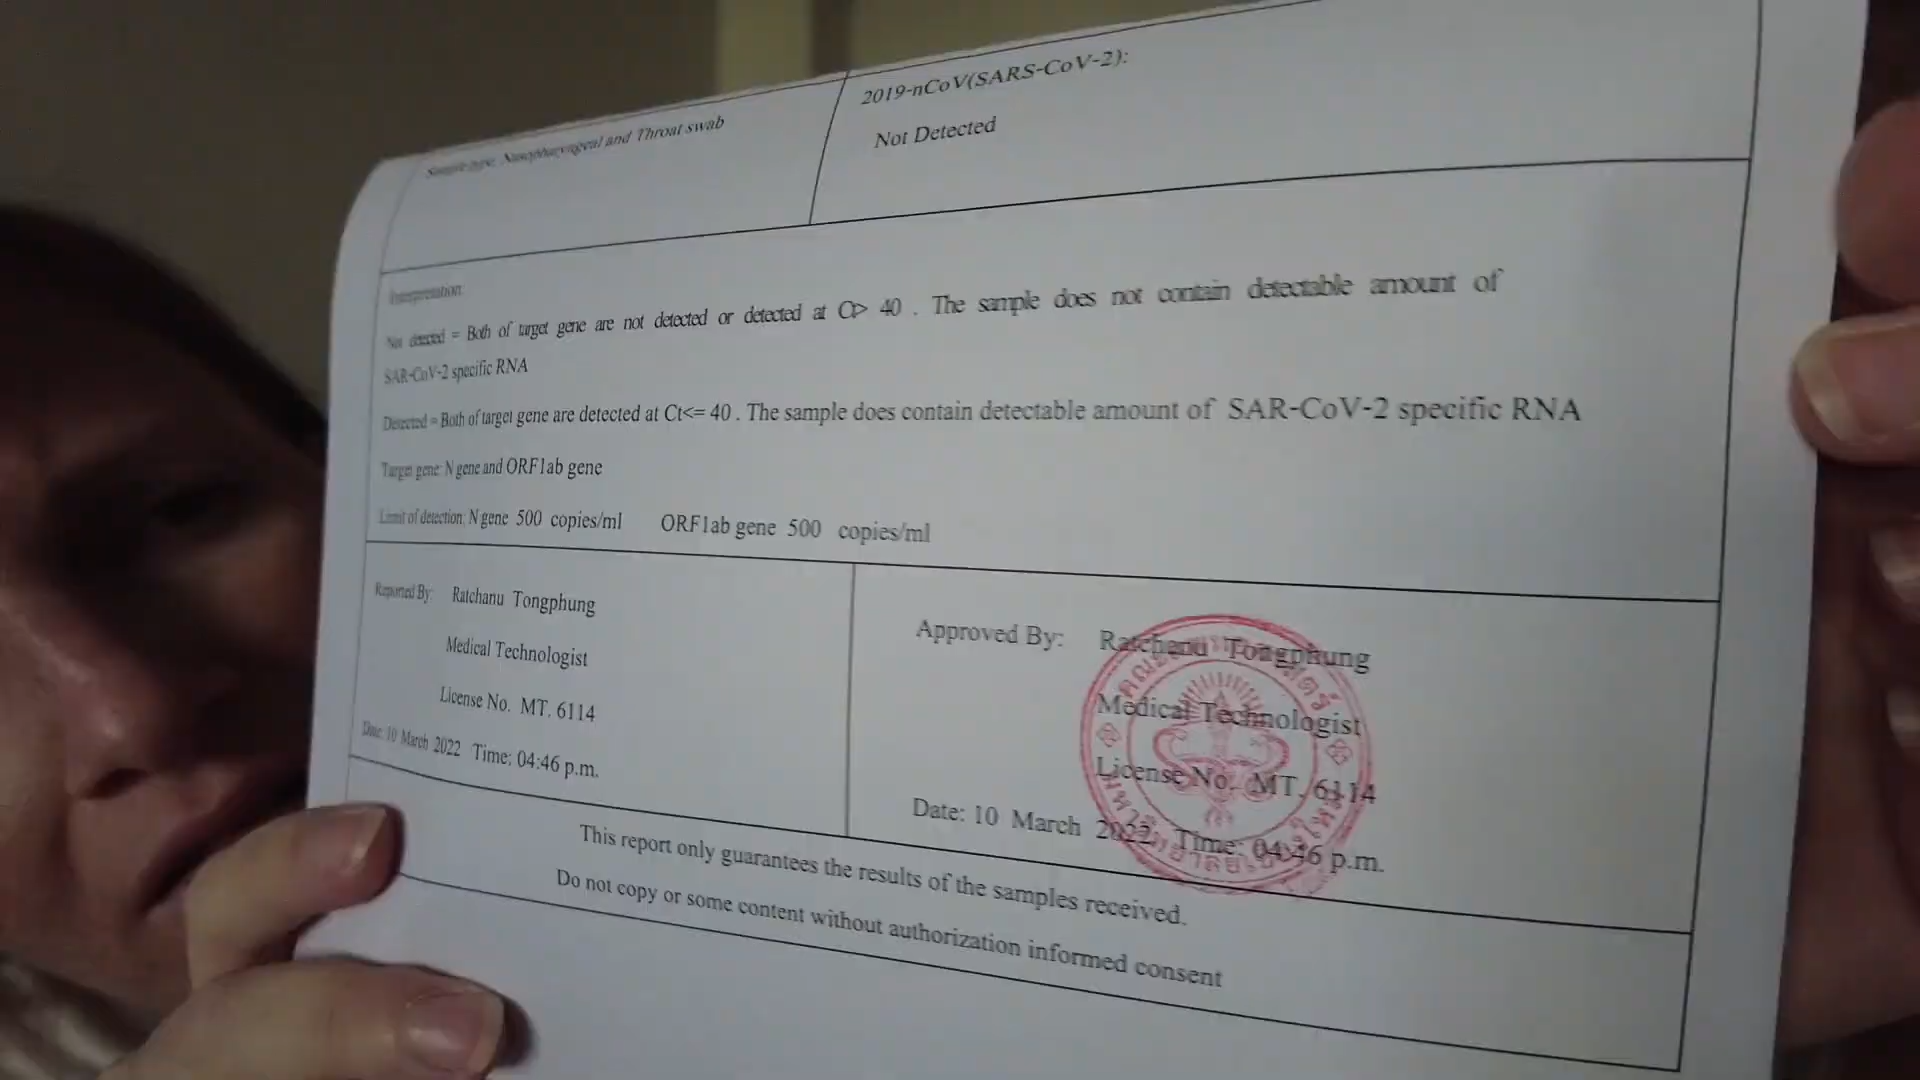 Sample type: Nasopharyngeal and Throat swab
2019-nCoV(SARS-CoV-2):
Not Detected
Interpretation:
Not detected = Both of target gene are not detected or detected at Ct> 40 . The sample does not contain detectable amount of
SAR-CoV-2 specific RNA
Detected = Both of target gene are detected at Ct<= 40 . The sample does contain detectable amount of SAR-CoV-2 specific RNA
Target gene: N gene and ORF1ab gene
Limit of detection: N gene 500 copies/ml ORF1ab gene 500 copies/ml
Reported By: Ratchanu Tongphung
Medical Technologist
License No. MT. 6114
Date: 10 March 2022 Time: 04:46 p.m.
Approved By: Ratchanu Tongphung
Medical Technologist
License No. MT. 6114
Date: 10 March 2022 Time: 04:46 p.m.
This report only guarantees the results of the samples received.
Do not copy or some content without authorization informed consent